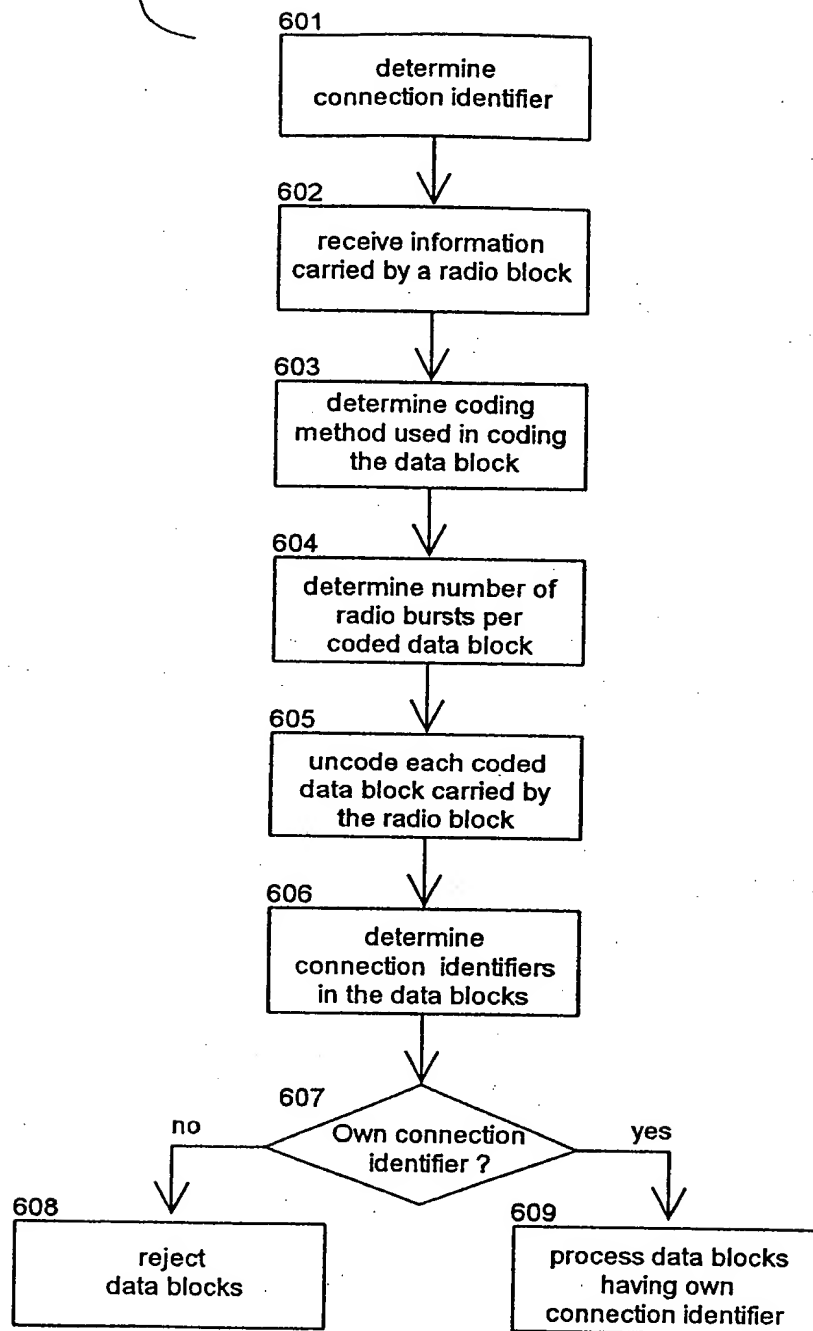 601
determine
connection identifier
602
receive information
carried by a radio block
603
determine coding
method used in coding
the data block
604
determine number of
radio bursts per
coded data block
605
uncode each coded
data block carried by
the radio block
606
determine
connection identifiers
in the data blocks
607
no
Own connection
identifier ?
yes
608
reject
data blocks
609
process data blocks
having own
connection identifier